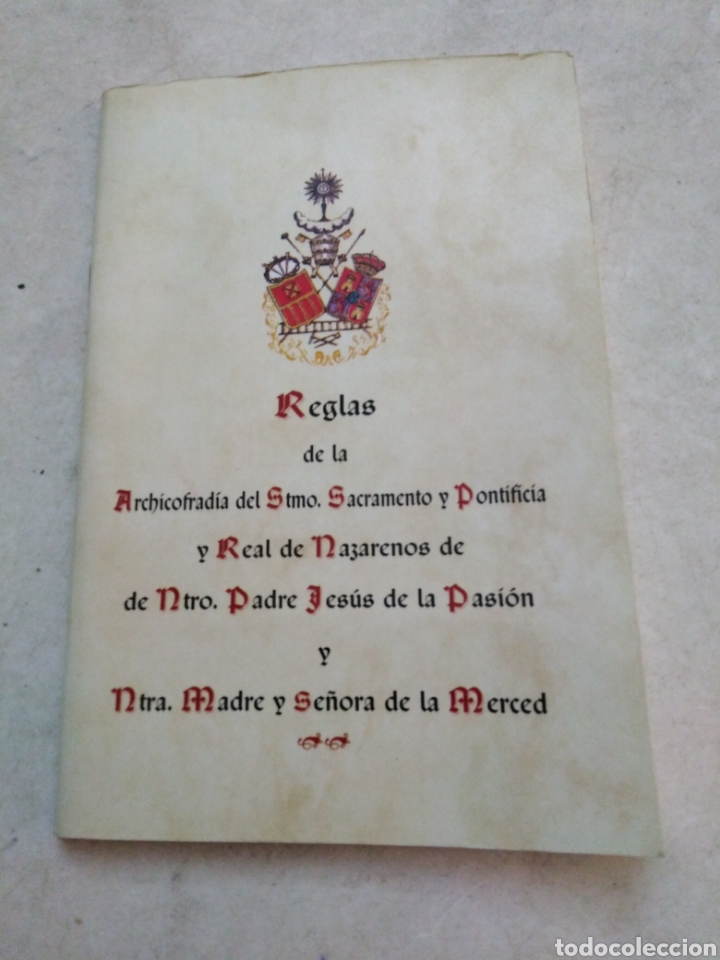 Reglas
de la
Archicofradía del Stmo. Sacramento y Pontificia
y Real de Nazarenos de
de Ntro. Padre Jesús de la Pasión
y
Ntra. Madre y Señora de la Merced
todocoleccion